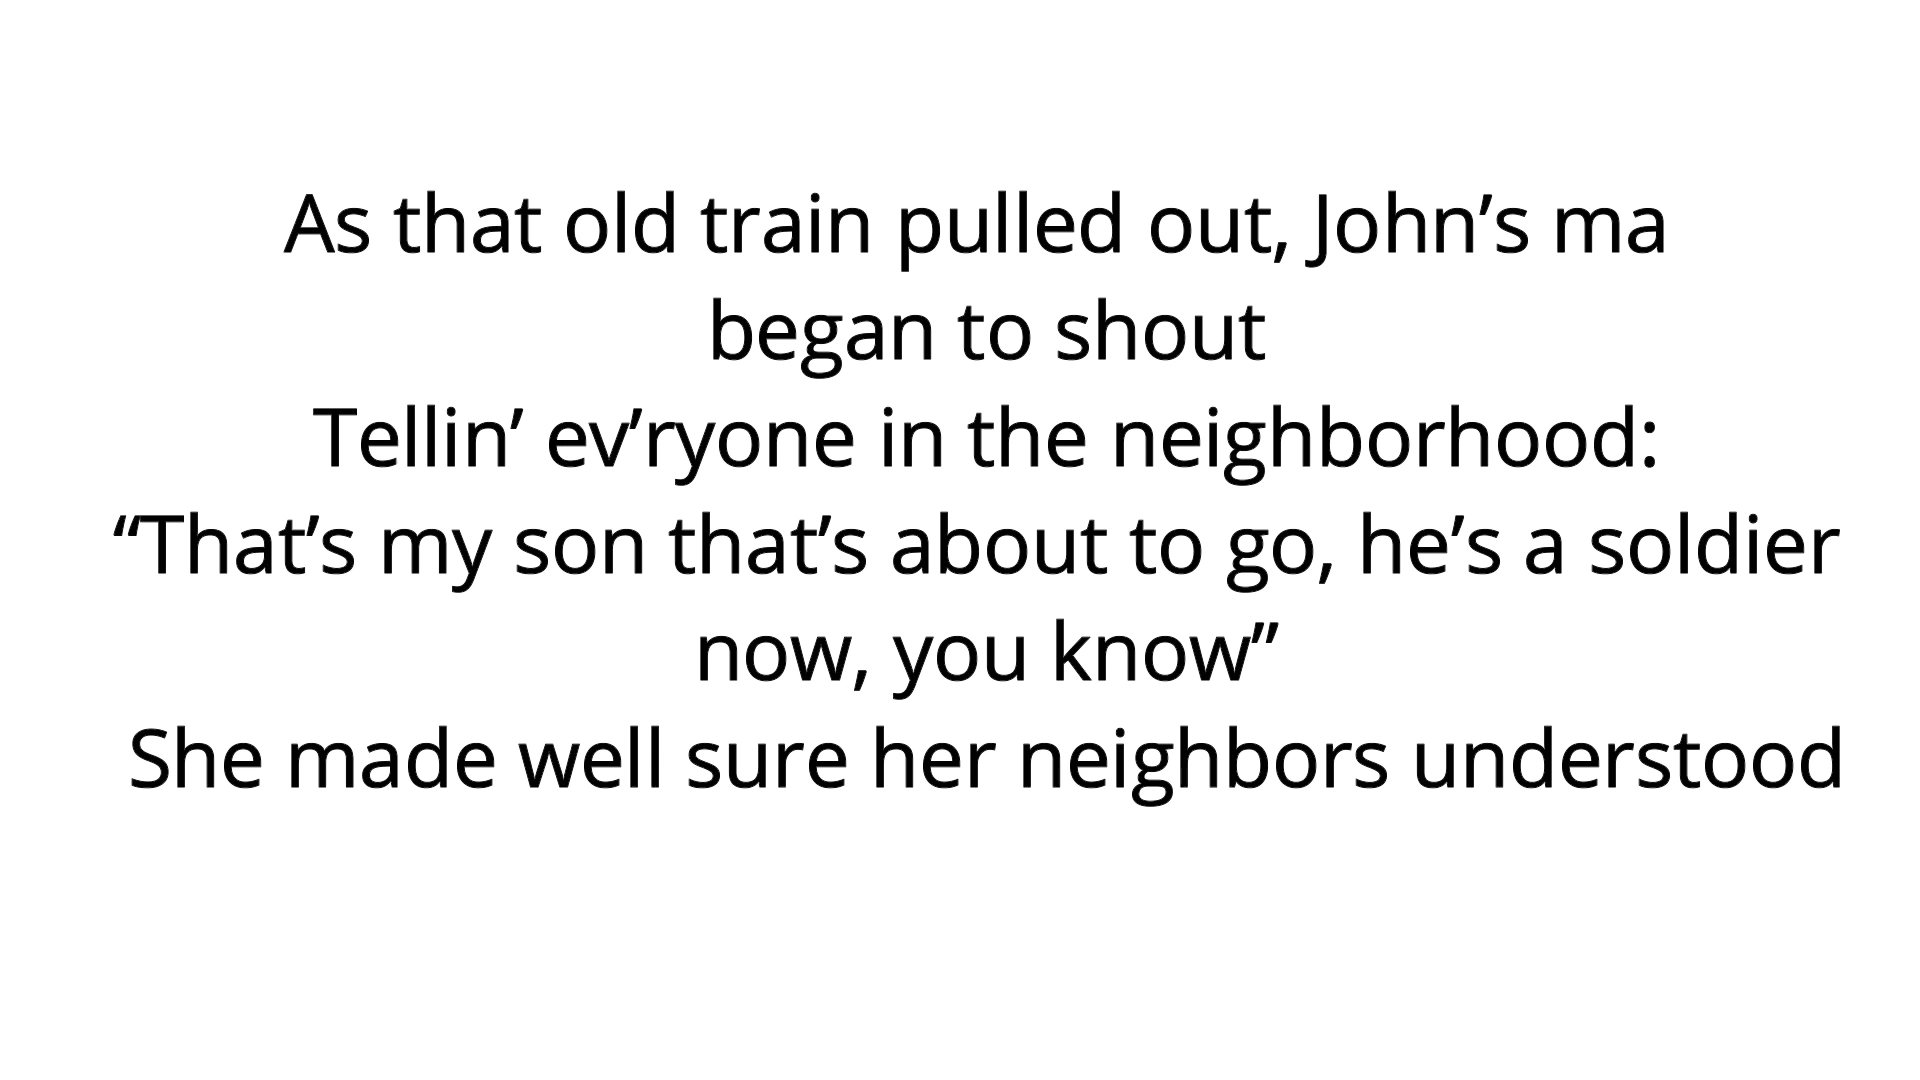 As that old train pulled out, John’s ma
began to shout
Tellin’ ev’ryone in the neighborhood:
“That’s my son that’s about to go, he’s a soldier
now, you know”
She made well sure her neighbors understood